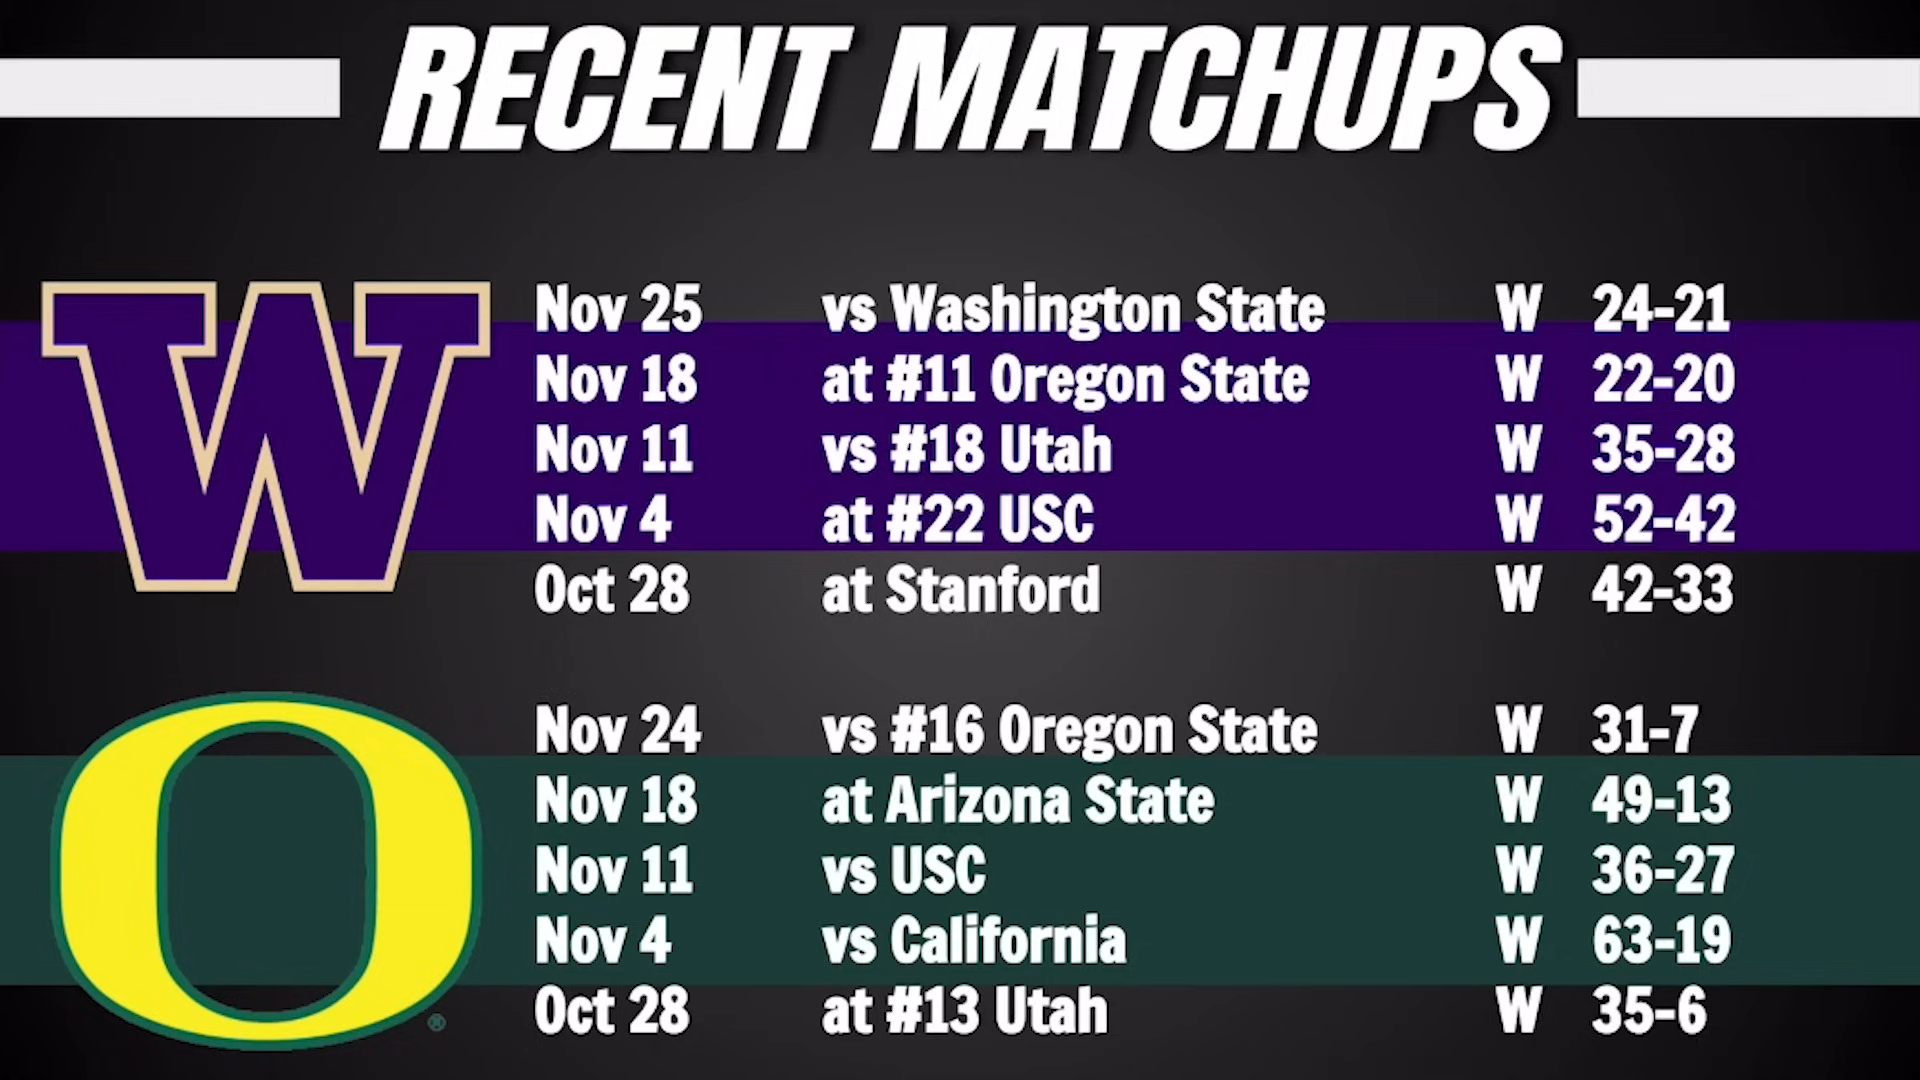 RECENT MATCHUPS
W
Nov 25 vs Washington State W 24-21
Nov 18 at #11 Oregon State W 22-20
Nov 11 vs #18 Utah W 35-28
Nov 4 at #22 USC W 52-42
Oct 28 at Stanford W 42-33
O ®
Nov 24 vs #16 Oregon State W 31-7
Nov 18 at Arizona State W 49-13
Nov 11 vs USC W 36-27
Nov 4 vs California W 63-19
Oct 28 at #13 Utah W 35-6